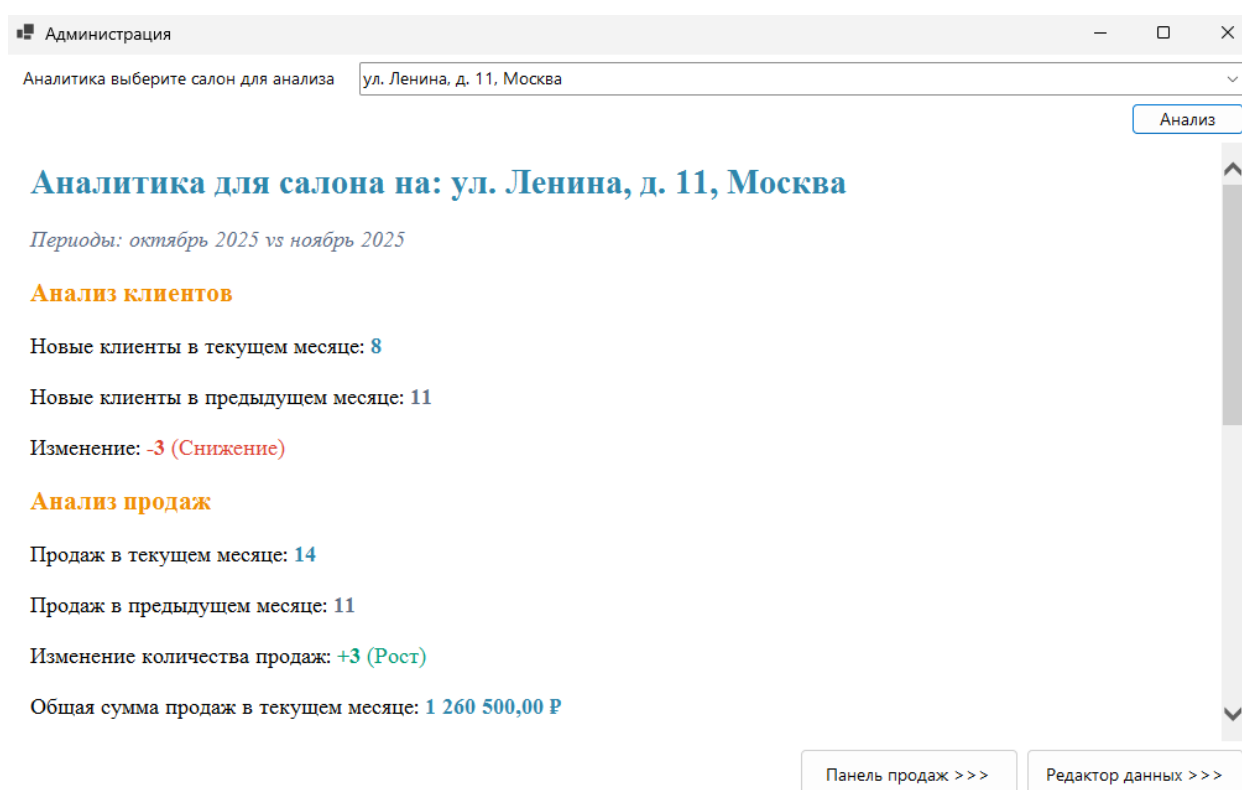 Администрация
Аналитика выберите салон для анализа ул. Ленина, д. 11, Москва
Анализ
Аналитика для салона на: ул. Ленина, д. 11, Москва
Периоды: октябрь 2025 vs ноябрь 2025
Анализ клиентов
Новые клиенты в текущем месяце: 8
Новые клиенты в предыдущем месяце: 11
Изменение: -3 (Снижение)
Анализ продаж
Продаж в текущем месяце: 14
Продаж в предыдущем месяце: 11
Изменение количества продаж: +3 (Рост)
Общая сумма продаж в текущем месяце: 1 260 500,00 ₽
Панель продаж >>> Редактор данных >>>